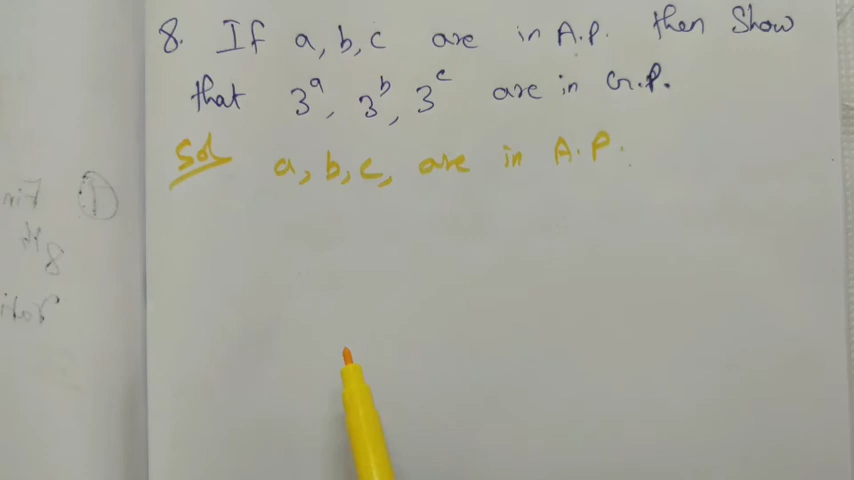 8. If a, b, c are in A.P. then Show
that 3^a, 3^b, 3^c are in G.P.
Sol a, b, c, are in A.P.